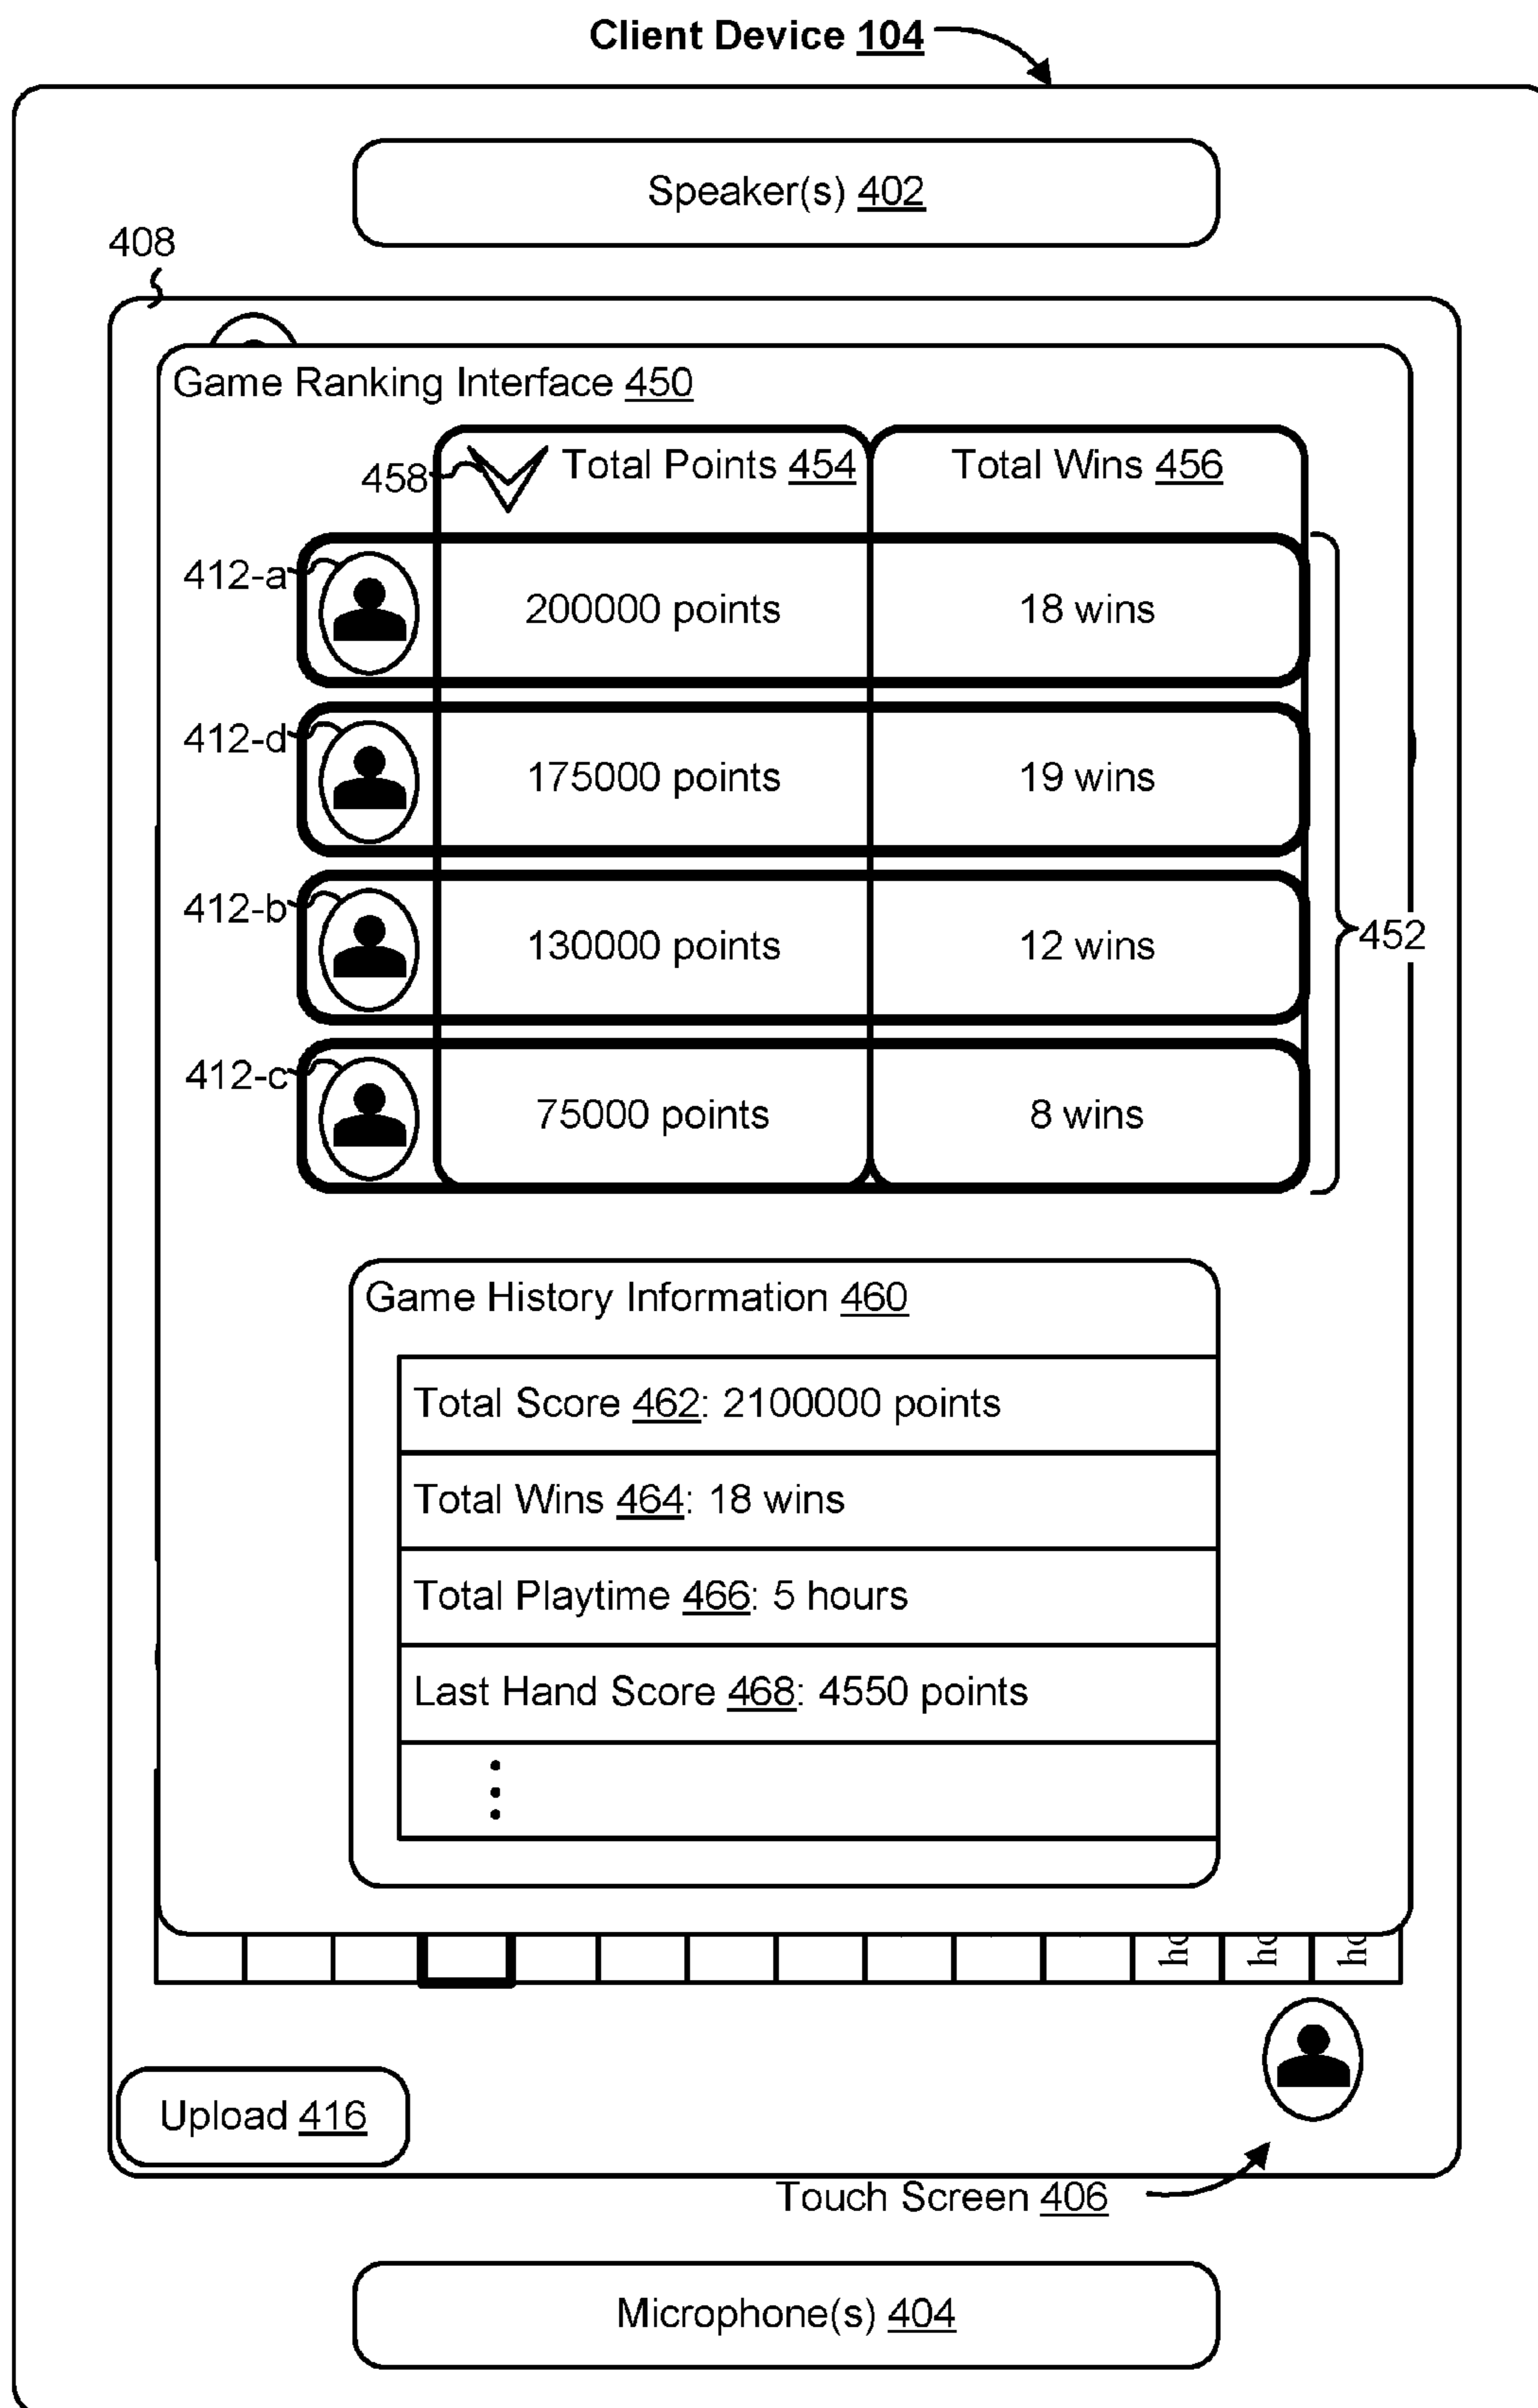 Client Device 104
Speaker(s) 402
408
Game Ranking Interface 450
458 Total Points 454 Total Wins 456
412-a 200000 points 18 wins
412-d 175000 points 19 wins
412-b 130000 points 12 wins
452
412-c 75000 points 8 wins
Game History Information 460
Total Score 462: 2100000 points
Total Wins 464: 18 wins
Total Playtime 466: 5 hours
Last Hand Score 468: 4550 points
Upload 416
Touch Screen 406
Microphone(s) 404